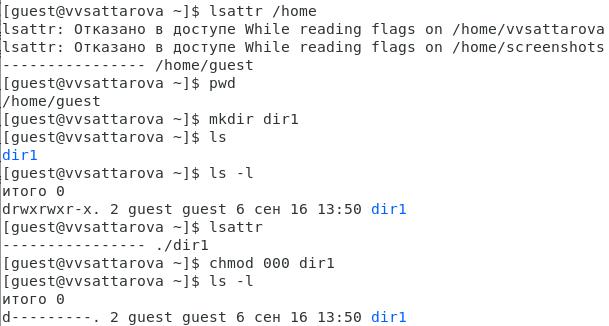 [guest@vvsattarova ~]$ lsattr /home
lsattr: Отказано в доступе While reading flags on /home/vvsattarova
lsattr: Отказано в доступе While reading flags on /home/screenshots
---------------- /home/guest
[guest@vvsattarova ~]$ pwd
/home/guest
[guest@vvsattarova ~]$ mkdir dir1
[guest@vvsattarova ~]$ ls
dir1
[guest@vvsattarova ~]$ ls -l
итого 0
drwxrwxr-x. 2 guest guest 6 сен 16 13:50 dir1
[guest@vvsattarova ~]$ lsattr
---------------- ./dir1
[guest@vvsattarova ~]$ chmod 000 dir1
[guest@vvsattarova ~]$ ls -l
итого 0
d---------. 2 guest guest 6 сен 16 13:50 dir1